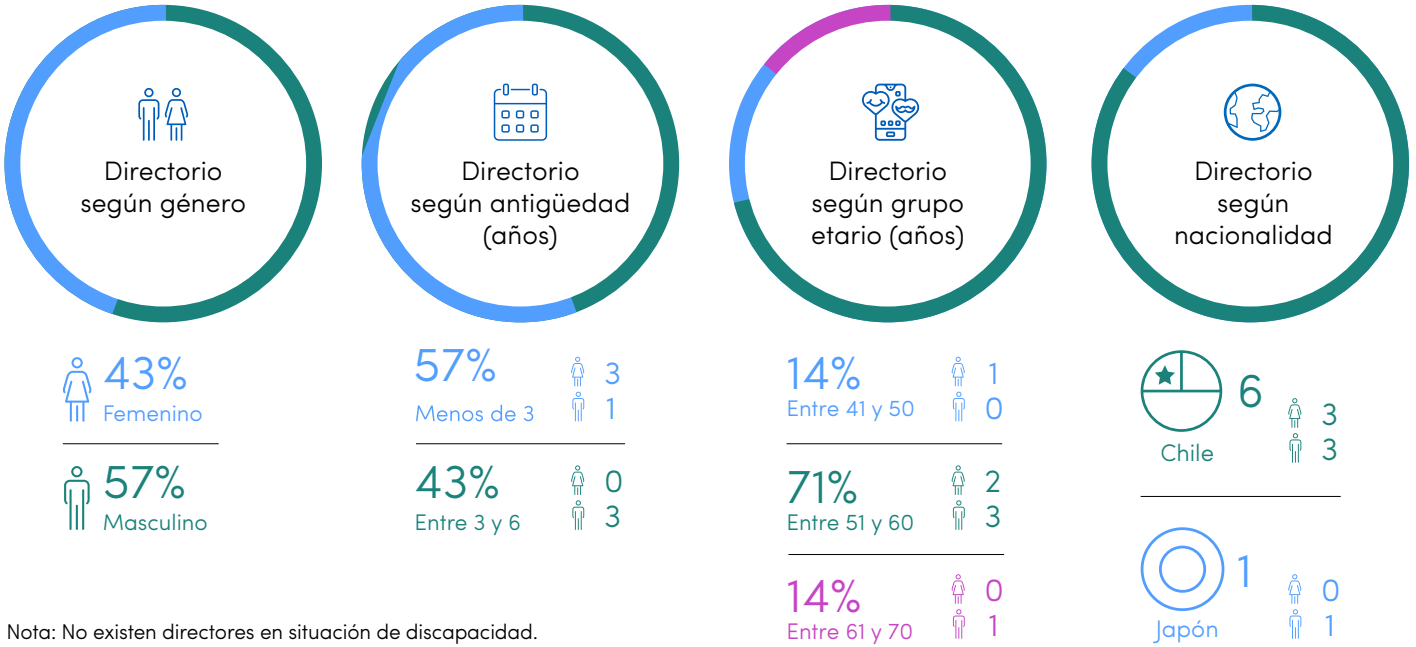 Directorio
según género
43%
Femenino
57%
Masculino
Directorio
según antigüedad
(años)
57%
Menos de 3
3
1
43%
Entre 3 y 6
0
3
Directorio
según grupo
etario (años)
14%
Entre 41 y 50
1
0
71%
Entre 51 y 60
2
3
14%
Entre 61 y 70
0
1
Directorio
según
nacionalidad
6
Chile
3
3
1
Japón
0
1
Nota: No existen directores en situación de discapacidad.